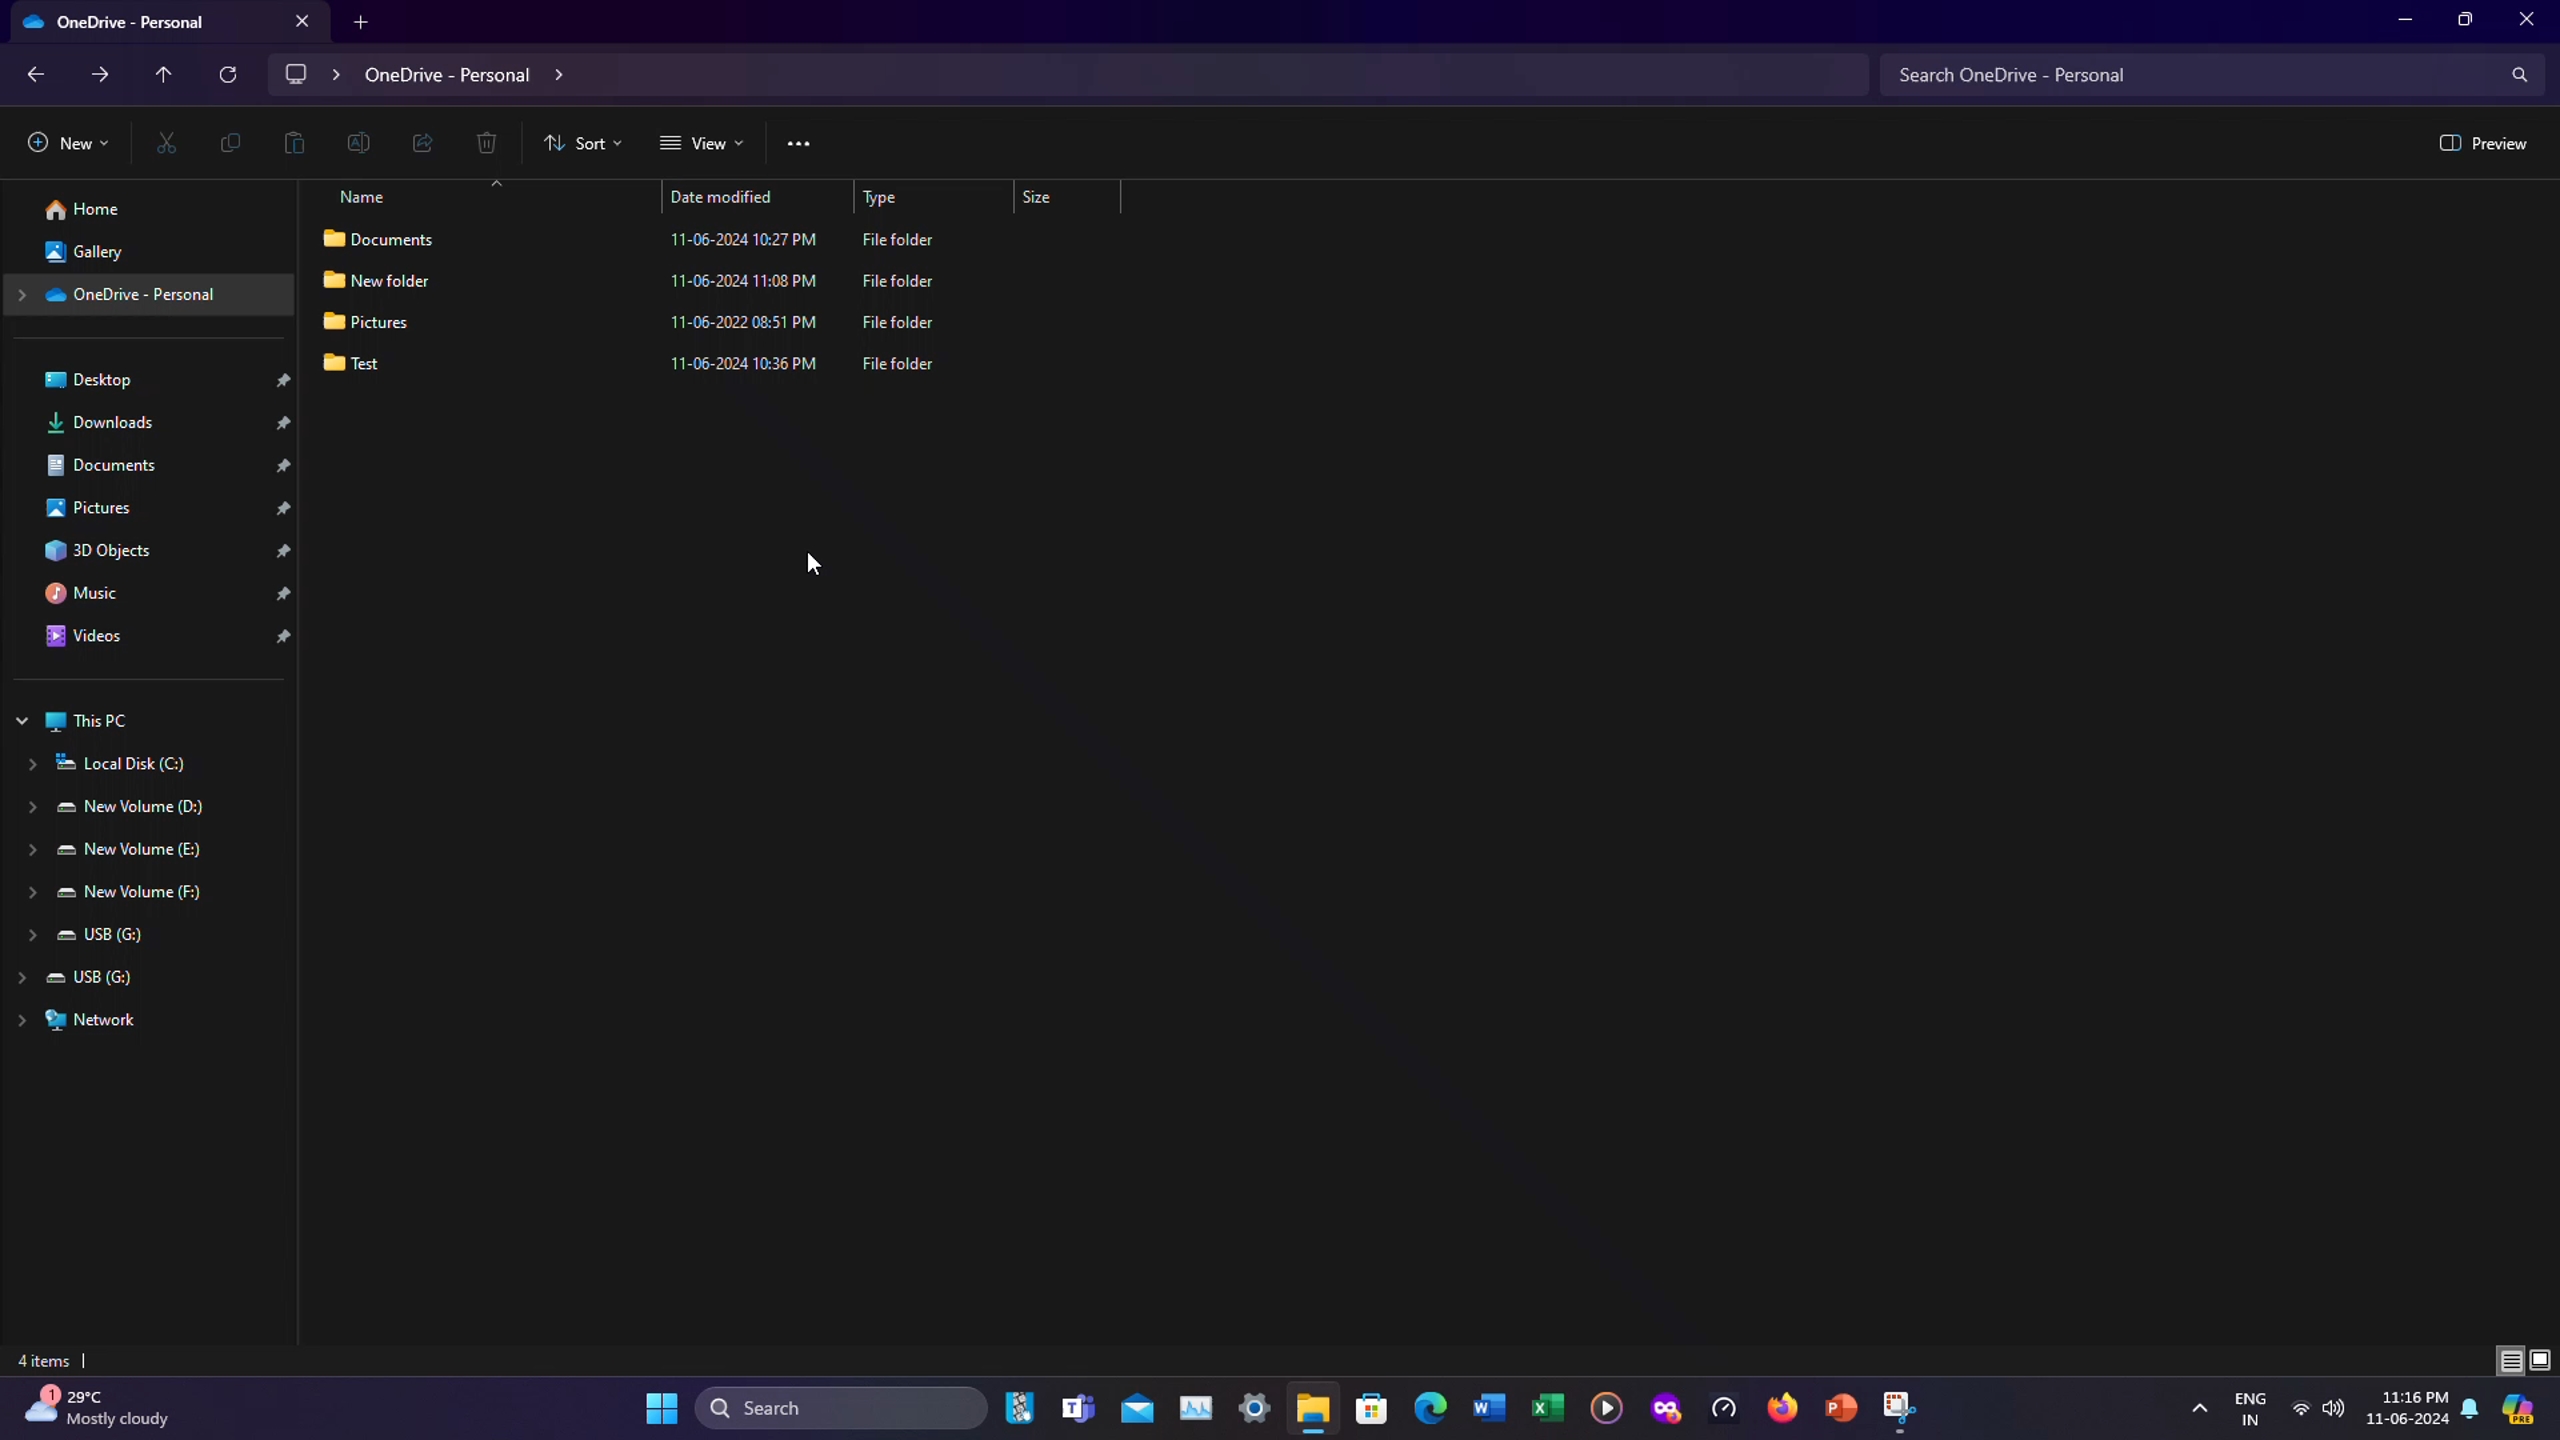 OneDrive - Personal
OneDrive - Personal
Search OneDrive - Personal
New
Sort
View
Preview
Name Date modified Type Size
Home
Gallery
OneDrive - Personal
Desktop
Downloads
Documents
Pictures
3D Objects
Music
Videos
This PC
Local Disk (C:)
New Volume (D:)
New Volume (E:)
New Volume (F:)
USB (G:)
USB (G:)
Network
Documents 11-06-2024 10:27 PM File folder
New folder 11-06-2024 11:08 PM File folder
Pictures 11-06-2022 08:51 PM File folder
Test 11-06-2024 10:36 PM File folder
4 items
1
29°C
Mostly cloudy
Search
T
W
X
P
ENG
IN
11:16 PM
11-06-2024
PRE